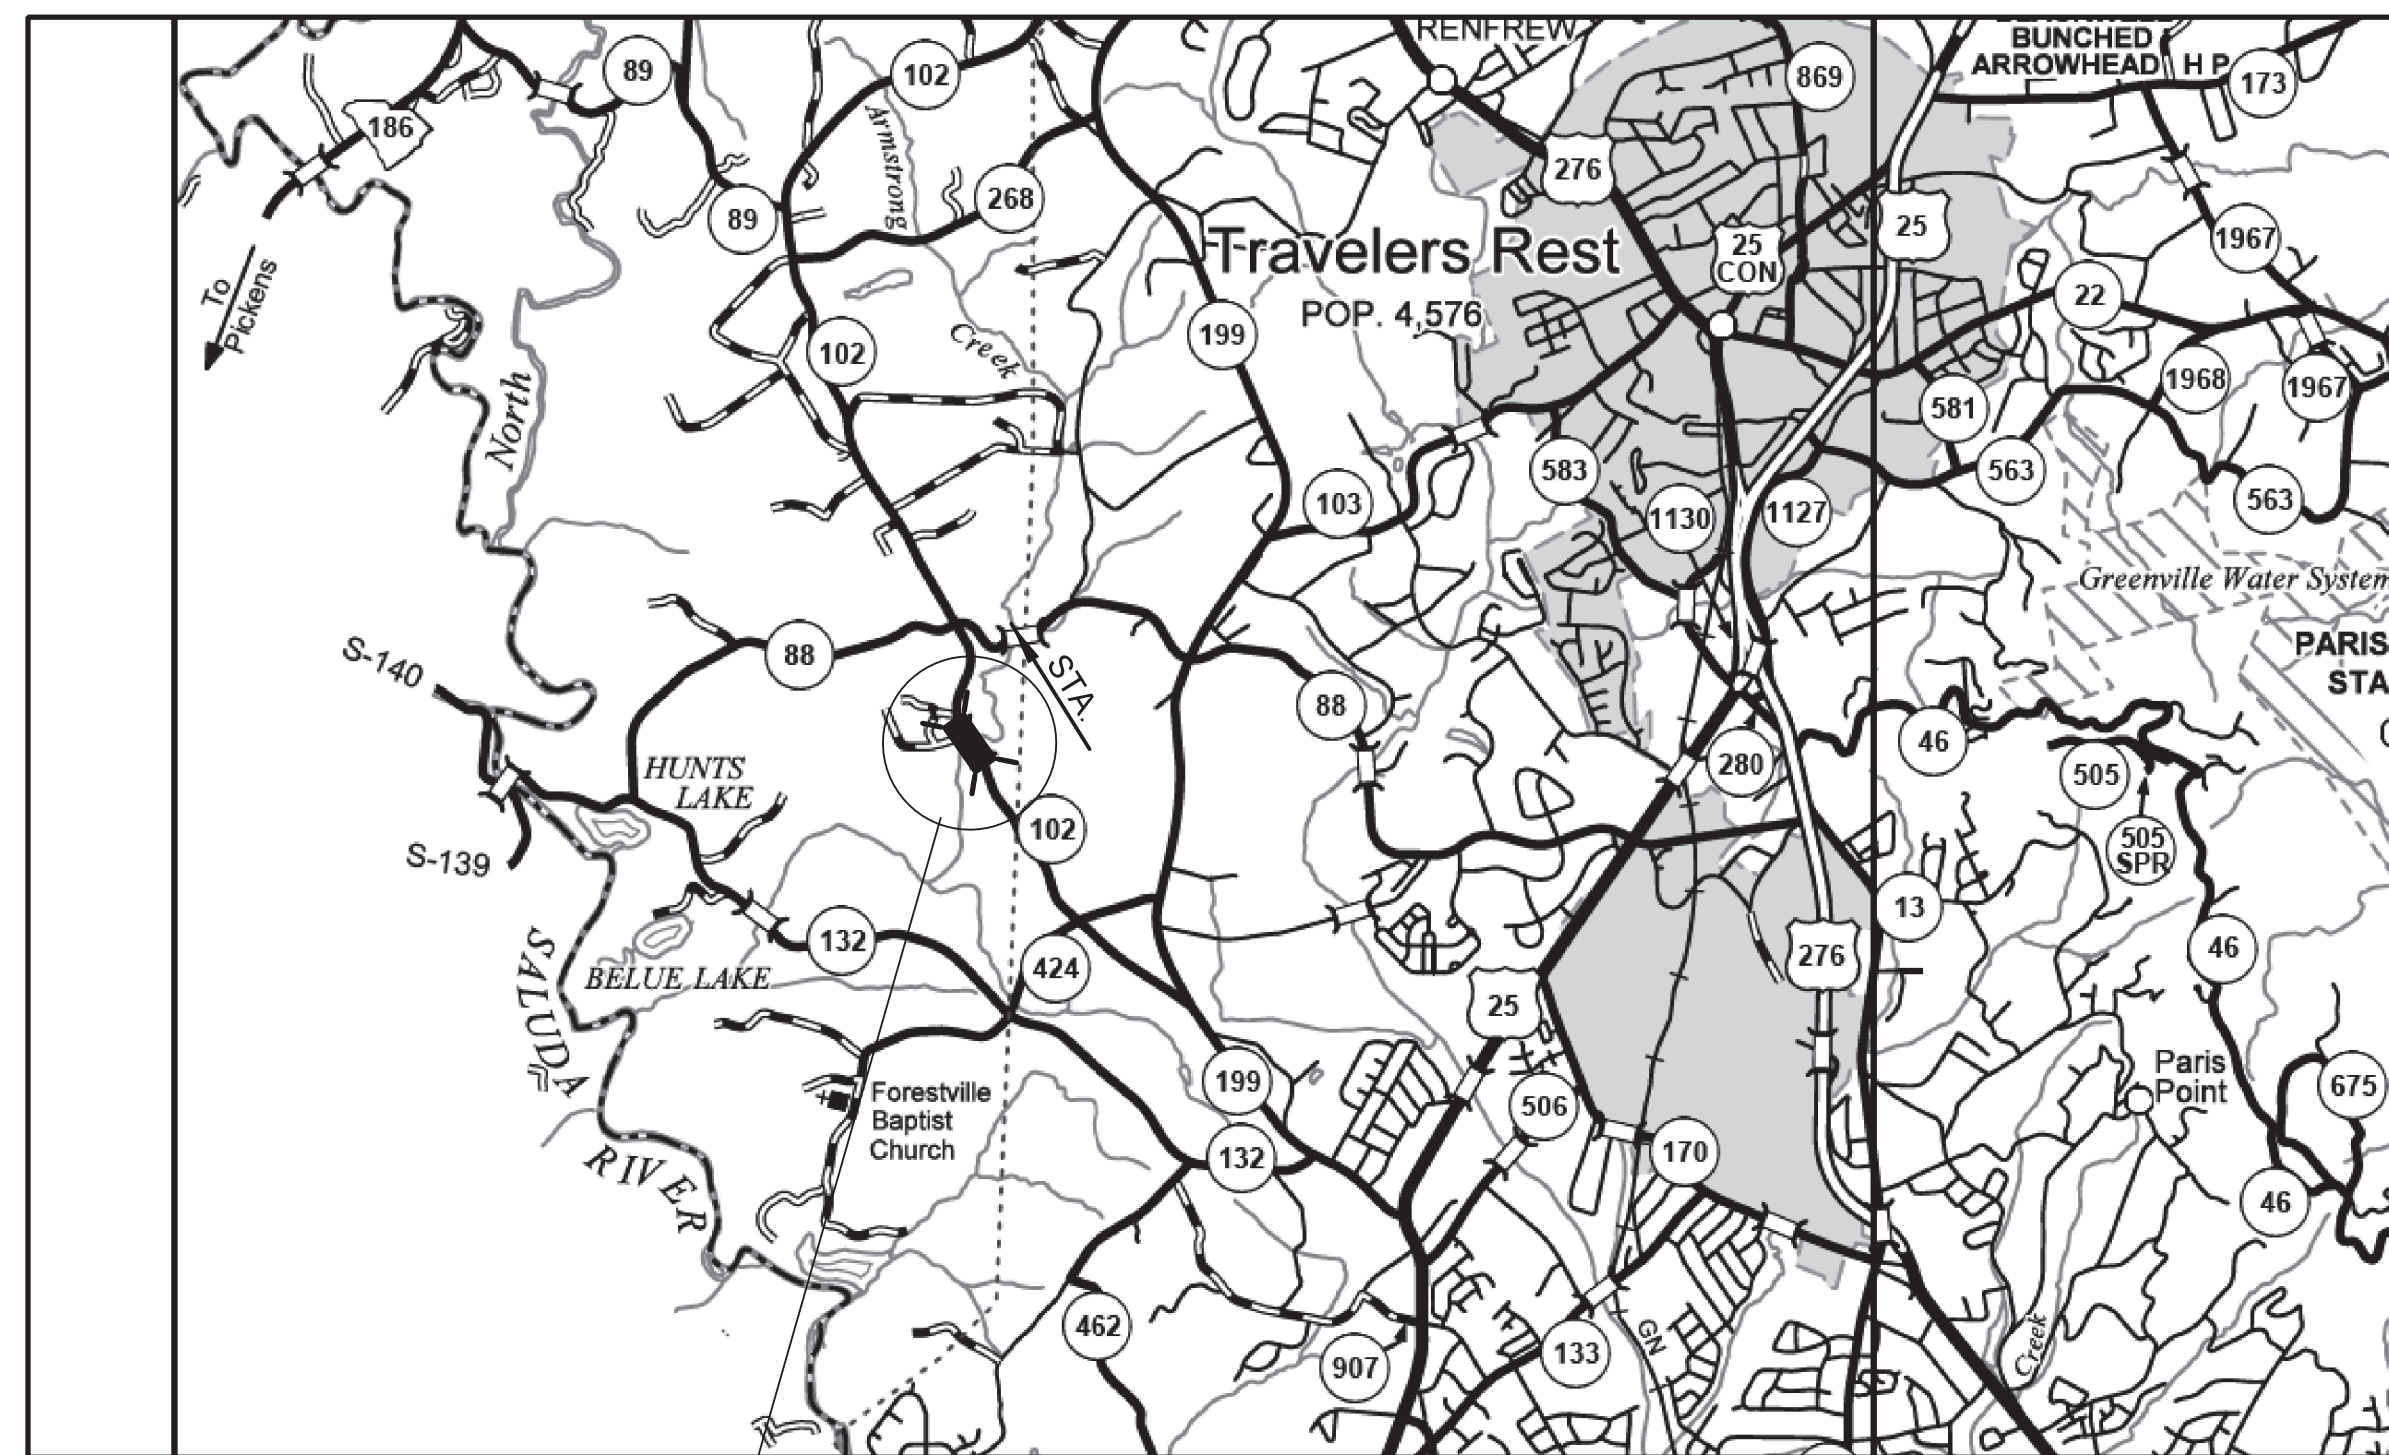 RENFREW
BUNCHED
ARROWHEAD H P
89
102
869
173
186
Armstrong
276
268
89
25
25
CON
1967
Travelers Rest
To
Pickens
22
POP. 4,576
199
102
Creek
1968
1967
North
581
583
563
103
563
1130
1127
Greenville Water System
PARIS
STA
S-140
88
STA.
88
46
280
505
HUNTS
LAKE
102
505
SPR
S-139
13
132
46
276
424
SALUDA
BELUE LAKE
25
Paris
Point
199
675
Forestville
Baptist
Church
506
132
170
RIVER
46
462
GN
Creek
907
133